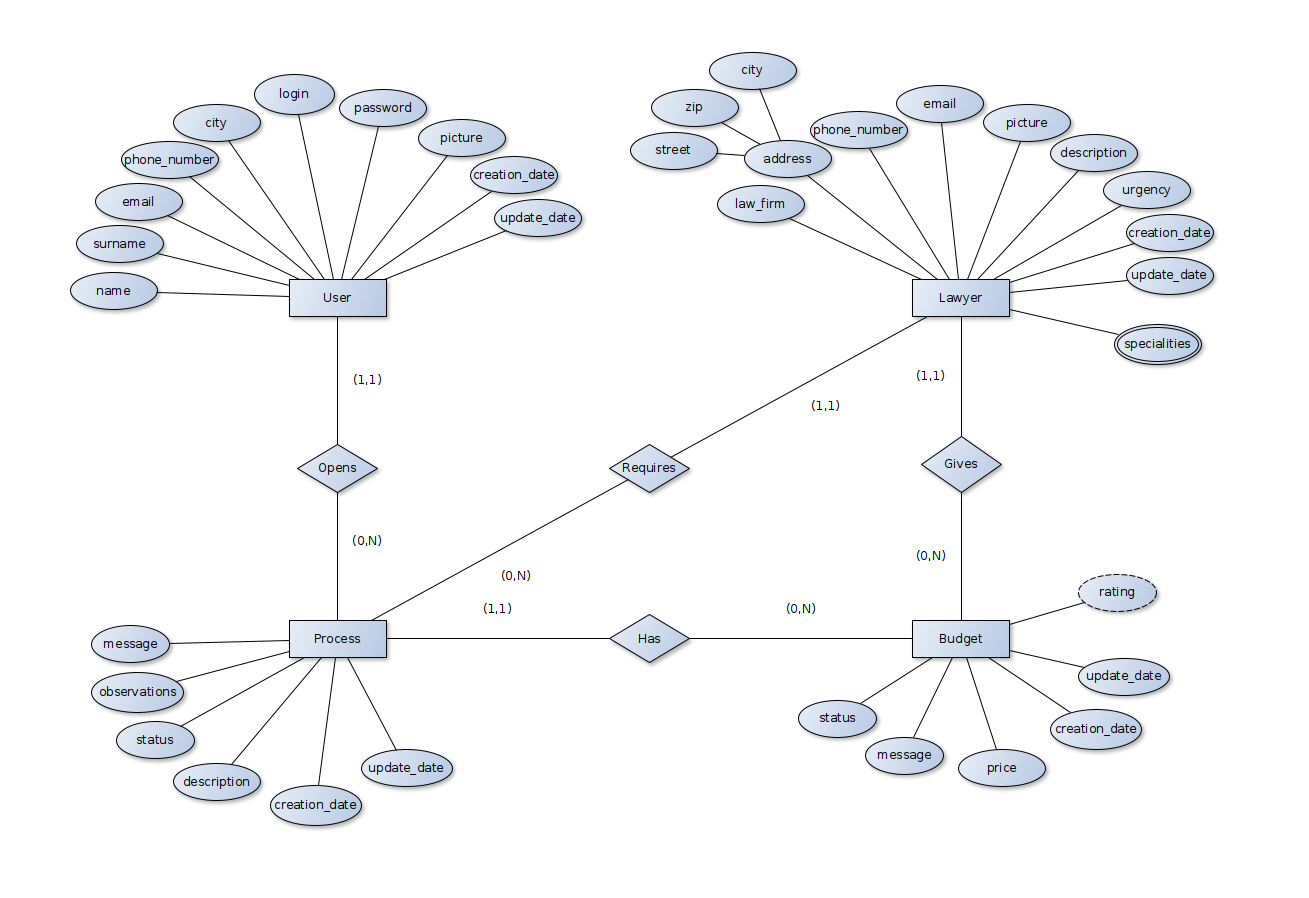 city
login
email
zip
password
city
picture
phone_number
picture
street
description
phone_number
address
creation_date
urgency
email
law_firm
update_date
creation_date
surname
update_date
name
User
Lawyer
specialities
(1,1)
(1,1)
(1,1)
Opens
Requires
Gives
(0,N)
(0,N)
(0,N)
(1,1)
(0,N)
rating
Process
Has
Budget
message
update_date
observations
status
creation_date
status
message
description
update_date
price
creation_date